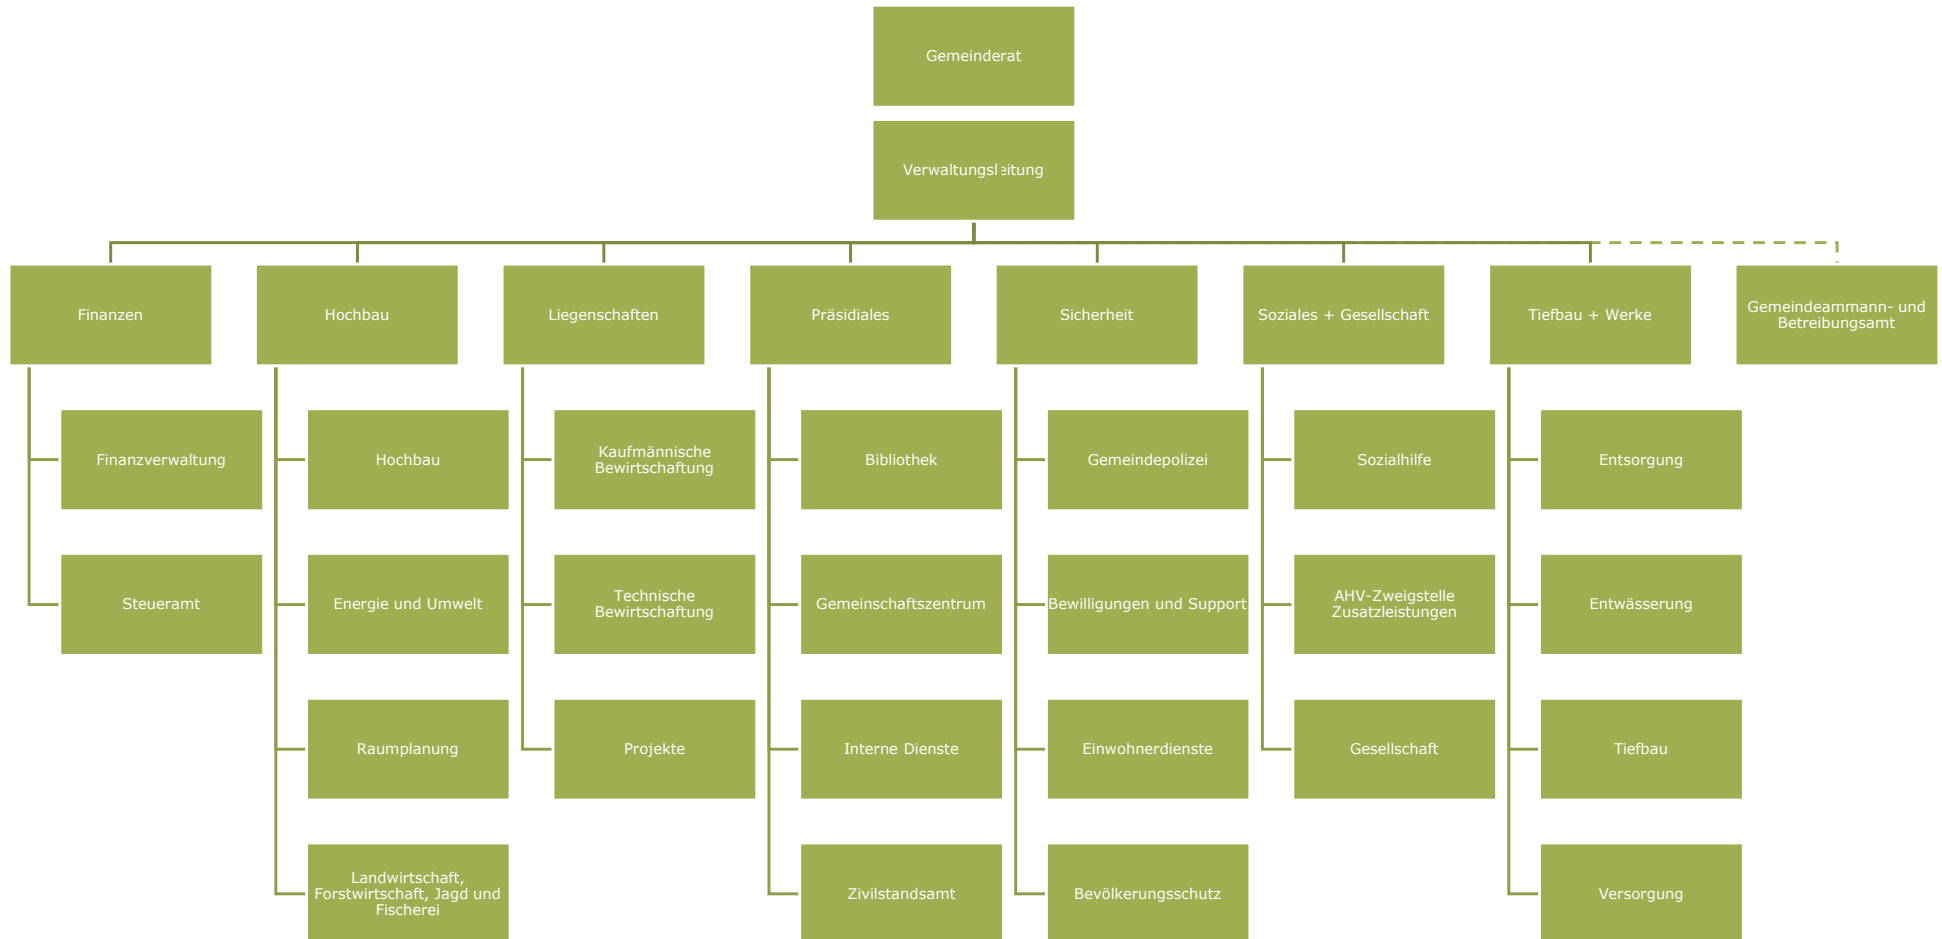 Gemeinderat
Verwaltungsleitung
Finanzen
Hochbau
Liegenschaften
Präsidiales
Sicherheit
Soziales + Gesellschaft
Tiefbau + Werke
Gemeindeammann- und
Betreibungsamt
Finanzverwaltung
Hochbau
Kaufmännische
Bewirtschaftung
Bibliothek
Gemeindepolizei
Sozialhilfe
Entsorgung
Steueramt
Energie und Umwelt
Technische
Bewirtschaftung
Gemeinschaftszentrum
Bewilligungen und Support
AHV-Zweigstelle
Zusatzleistungen
Entwässerung
Raumplanung
Projekte
Interne Dienste
Einwohnerdienste
Gesellschaft
Tiefbau
Landwirtschaft,
Forstwirtschaft, Jagd und
Fischerei
Zivilstandsamt
Bevölkerungsschutz
Versorgung